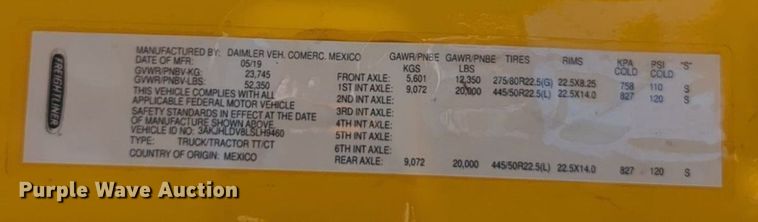 FREIGHTLINER
MANUFACTURED BY: DAIMLER VEH. COMERC. MEXICO
DATE OF MFR: 05/19
GVWR/PNBV-KG: 23,745
GVWR/PNBV-LBS: 52,350
THIS VEHICLE COMPLIES WITH ALL
APPLICABLE FEDERAL MOTOR VEHICLE
SAFETY STANDARDS IN EFFECT AT THE DATE
OF MANUFACTURE SHOWN ABOVE
VEHICLE ID NO: 3AKJHLDV8LSLH9460
TYPE: TRUCK/TRACTOR TT/CT
COUNTRY OF ORIGIN: MEXICO
GAWR/PNBE GAWR/PNBE TIRES RIMS KPA PSI "S"
KGS LBS COLD COLD
FRONT AXLE: 5,601 12,350 275/80R22.5(G) 22.5X8.25 758 110 S
1ST INT AXLE: 9,072 20,000 445/50R22.5(L) 22.5X14.0 827 120 S
2ND INT AXLE:
3RD INT AXLE:
4TH INT AXLE:
5TH INT AXLE:
6TH INT AXLE:
REAR AXLE: 9,072 20,000 445/50R22.5(L) 22.5X14.0 827 120 S
Purple Wave Auction